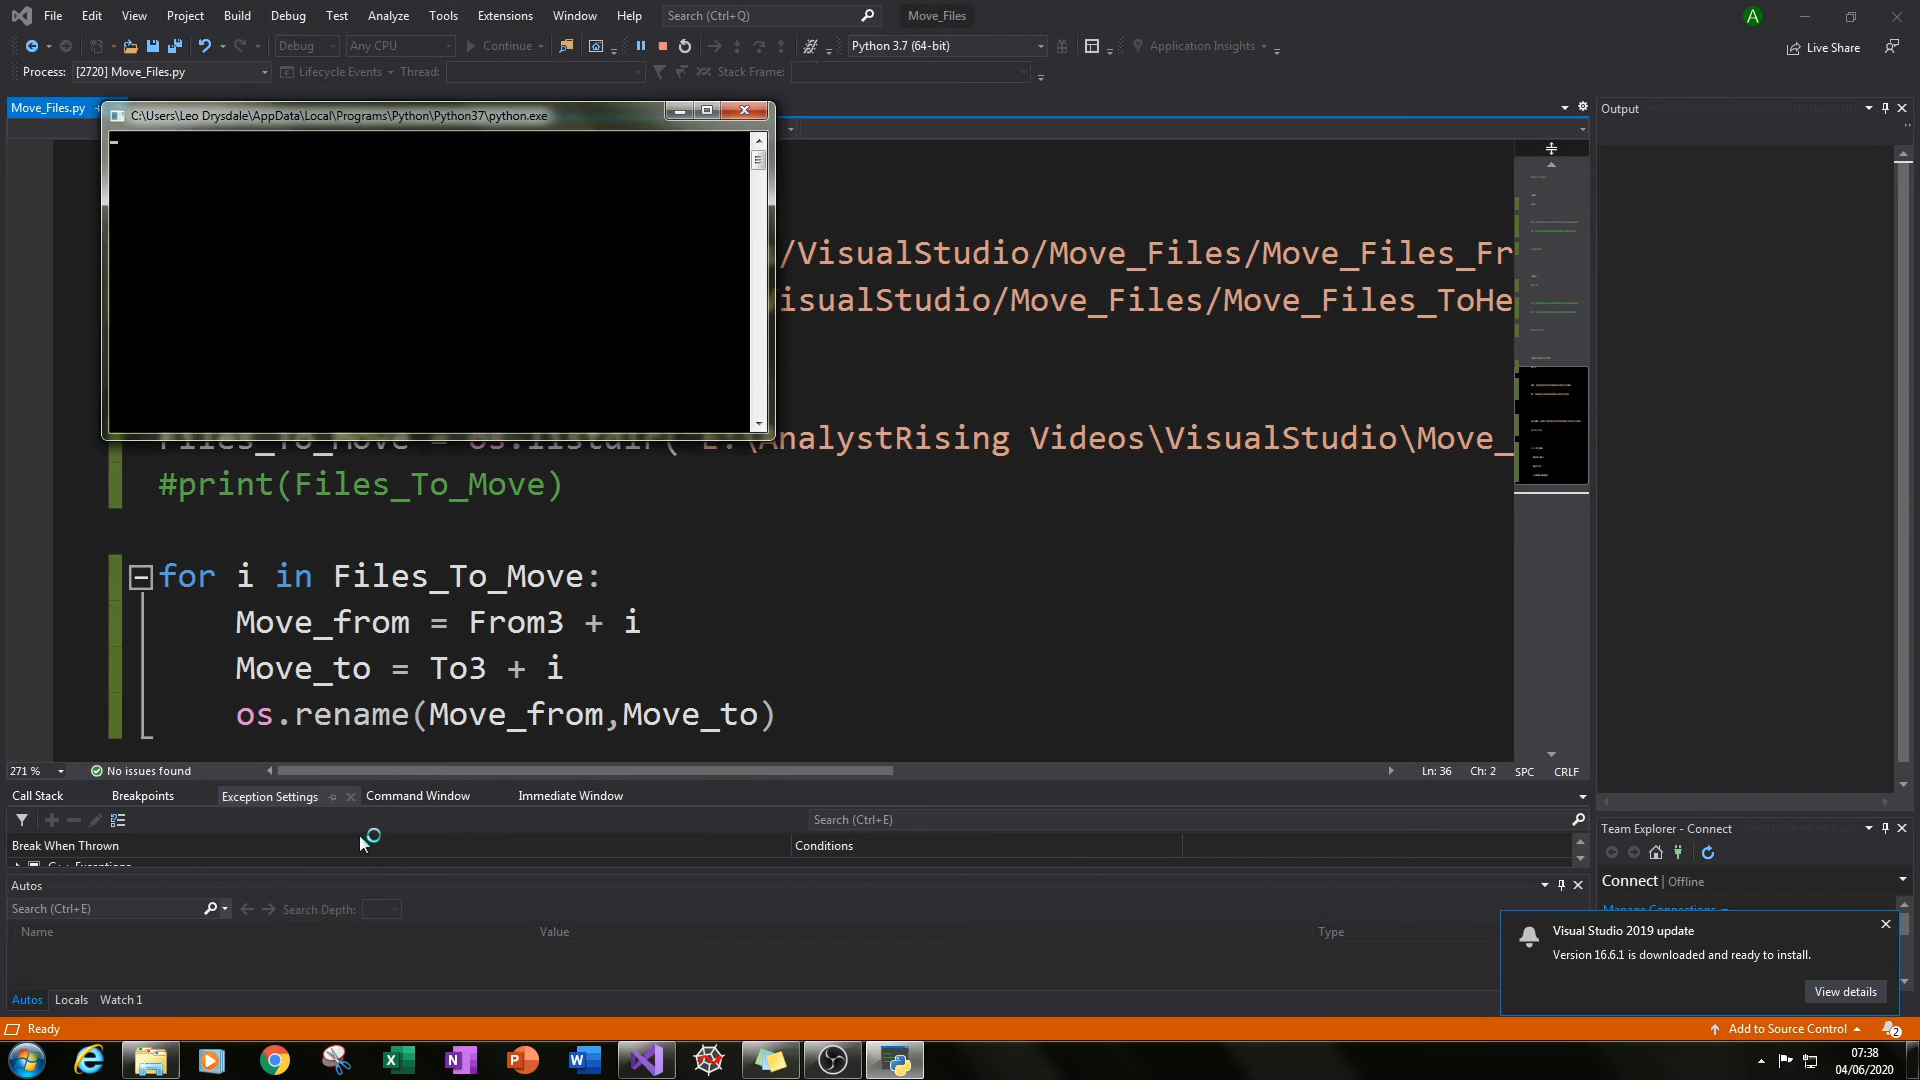 File Edit View Project Build Debug Test Analyze Tools Extensions Window Help Search (Ctrl+Q) Move_Files A
Debug Any CPU Continue Python 3.7 (64-bit) Application Insights Live Share
Process: [2720] Move_Files.py Lifecycle Events Thread: Stack Frame:
Move_Files.py
C:\Users\Leo Drysdale\AppData\Local\Programs\Python\Python37\python.exe
Output
/VisualStudio/Move_Files/Move_Files_Fr
isualStudio/Move_Files/Move_Files_ToHe
Files_To_Move = os.listdir('E:\AnalystRising Videos\VisualStudio\Move_
#print(Files_To_Move)
for i in Files_To_Move:
Move_from = From3 + i
Move_to = To3 + i
os.rename(Move_from,Move_to)
271 % No issues found Ln: 36 Ch: 2 SPC CRLF
Call Stack Breakpoints Exception Settings Command Window Immediate Window
Search (Ctrl+E)
Break When Thrown Conditions
C++ Exceptions
Autos
Search (Ctrl+E) Search Depth:
Name Value Type
Autos Locals Watch 1
Team Explorer - Connect
Connect | Offline
Manage Connections
Visual Studio 2019 update
Version 16.6.1 is downloaded and ready to install.
View details
Ready Add to Source Control 2
07:38
04/06/2020